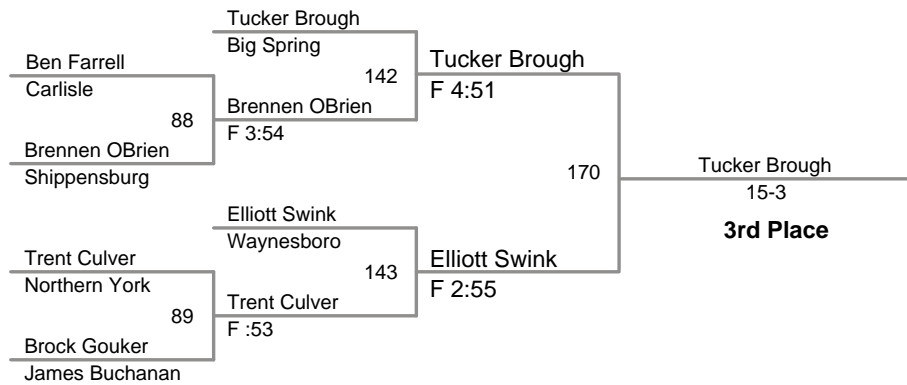 Tucker Brough
Big Spring
Ben Farrell
Carlisle
142
Tucker Brough
F 4:51
88
Brennen OBrien
F 3:54
Brennen OBrien
Shippensburg
170
Tucker Brough
15-3
3rd Place
Elliott Swink
Waynesboro
Trent Culver
Northern York
143
Elliott Swink
F 2:55
89
Trent Culver
F :53
Brock Gouker
James Buchanan